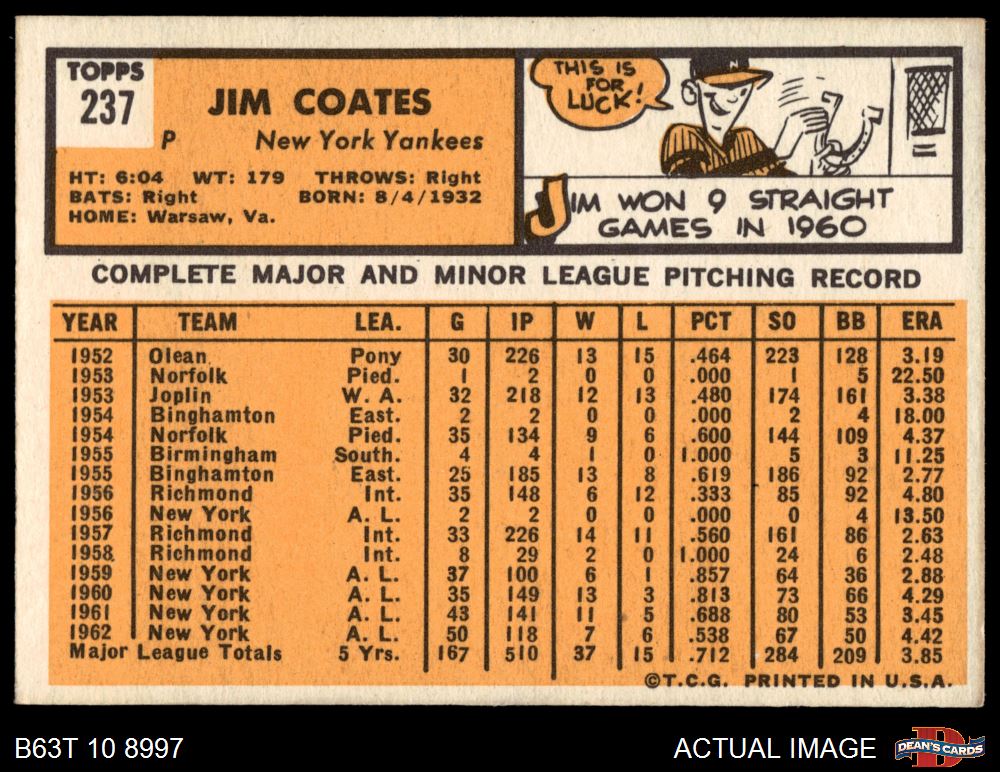 TOPPS
237
JIM COATES
P New York Yankees
HT: 6:04 WT: 179 THROWS: Right
BATS: Right BORN: 8/4/1932
HOME: Warsaw, Va.
THIS IS
FOR
LUCK!
N
JIM WON 9 STRAIGHT
GAMES IN 1960
COMPLETE MAJOR AND MINOR LEAGUE PITCHING RECORD
YEAR TEAM LEA. G IP W L PCT SO BB ERA
1952 Olean Pony 30 226 13 15 .464 223 128 3.19
1953 Norfolk Pied. 1 2 0 0 .000 1 5 22.50
1953 Joplin W. A. 32 218 12 13 .480 174 161 3.38
1954 Binghamton East. 2 2 0 0 .000 2 4 18.00
1954 Norfolk Pied. 35 134 9 6 .600 144 109 4.37
1955 Birmingham South. 4 4 1 0 1.000 5 3 11.25
1955 Binghamton East. 25 185 13 8 .619 186 92 2.77
1956 Richmond Int. 35 148 6 12 .333 85 92 4.80
1956 New York A. L. 2 2 0 0 .000 0 4 13.50
1957 Richmond Int. 33 226 14 11 .560 161 86 2.63
1958 Richmond Int. 8 29 2 0 1.000 24 6 2.48
1959 New York A. L. 37 100 6 1 .857 64 36 2.88
1960 New York A. L. 35 149 13 3 .813 73 66 4.29
1961 New York A. L. 43 141 11 5 .688 80 53 3.45
1962 New York A. L. 50 118 7 6 .538 67 50 4.42
Major League Totals 5 Yrs. 167 510 37 15 .712 284 209 3.85
©T.C.G. PRINTED IN U.S.A.
B63T 10 8997
ACTUAL IMAGE
D
DEAN'S CARDS